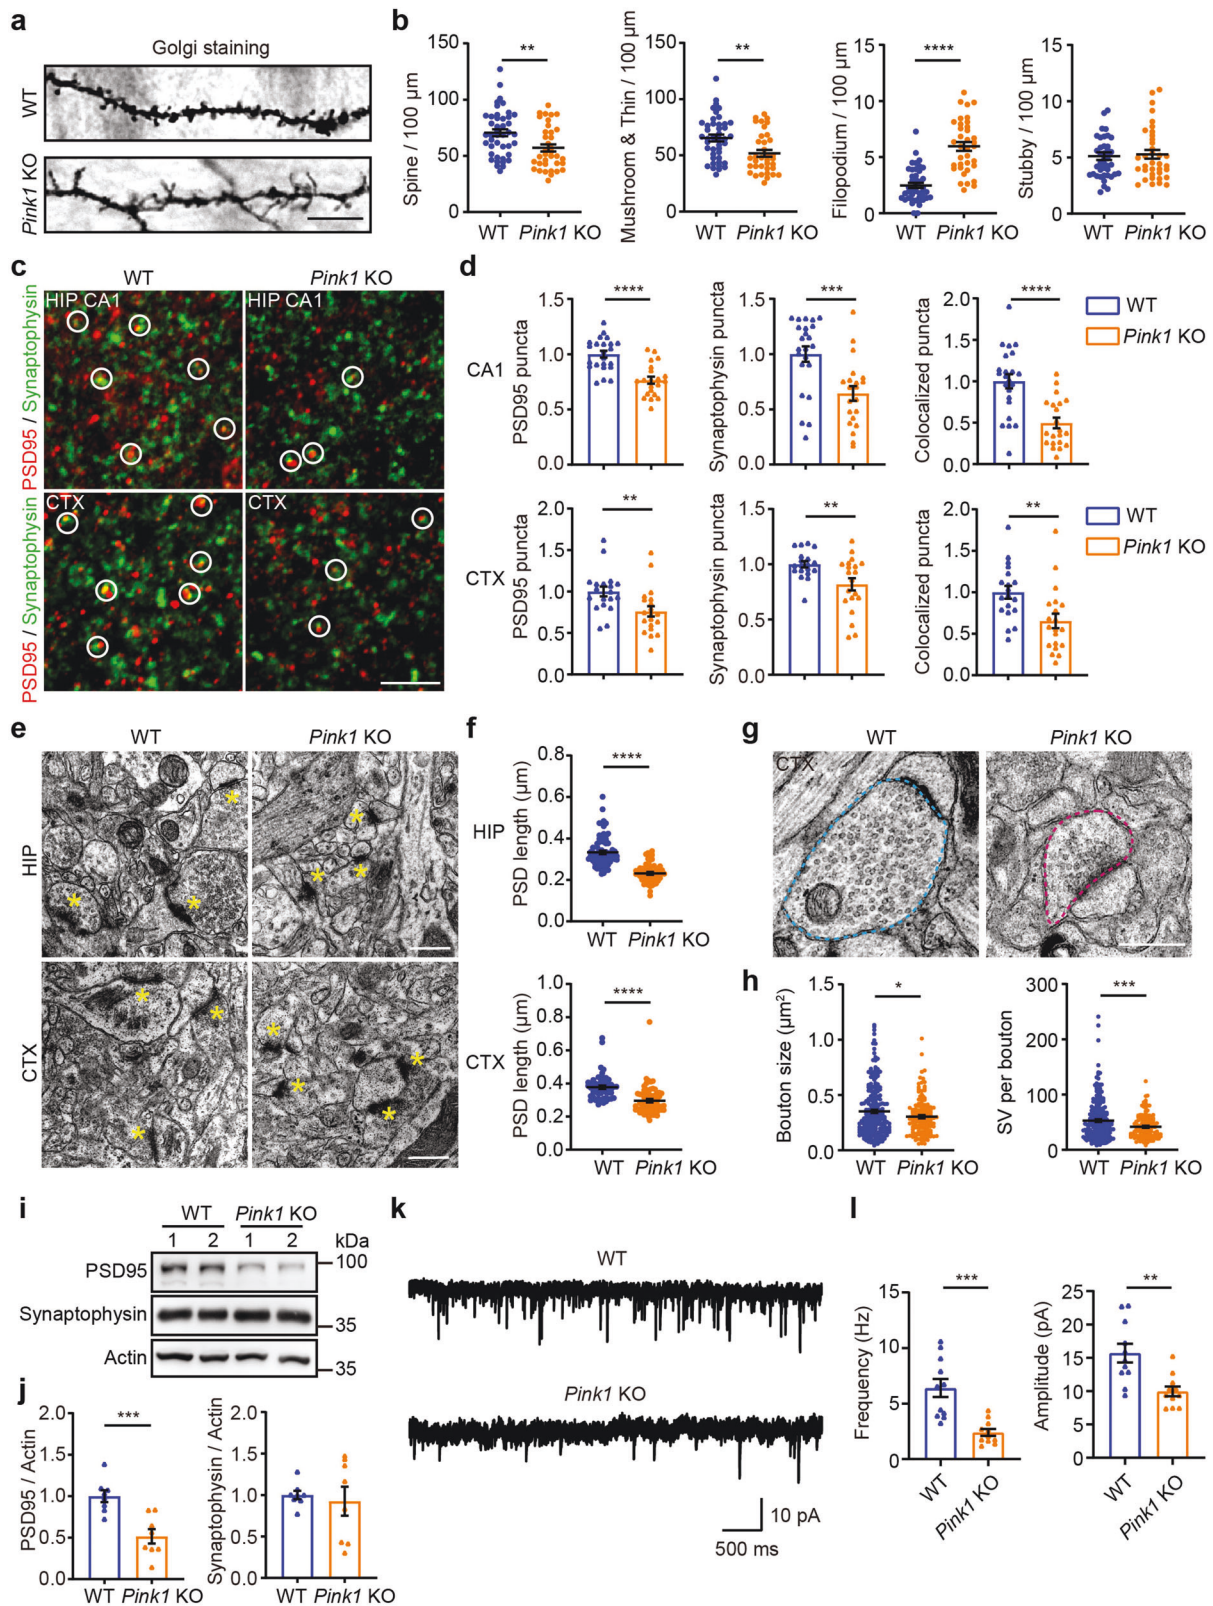 a
Golgi staining
WT
Pink1 KO
b
Spine / 100 µm
150
100
50
0
**
WT Pink1 KO
Mushroom & Thin / 100 µm
150
100
50
0
**
WT Pink1 KO
Filopodium / 100 µm
15
10
5
0
****
WT Pink1 KO
Stubby / 100 µm
15
10
5
0
WT Pink1 KO
c
WT
Pink1 KO
PSD95 / Synaptophysin
HIP CA1
HIP CA1
PSD95 / Synaptophysin
CTX
CTX
d
CA1
PSD95 puncta
1.5
1.0
0.5
0.0
****
Synaptophysin puncta
1.5
1.0
0.5
0.0
***
Colocalized puncta
2.0
1.5
1.0
0.5
0.0
****
WT
Pink1 KO
CTX
PSD95 puncta
2.0
1.5
1.0
0.5
0.0
**
Synaptophysin puncta
1.5
1.0
0.5
0.0
**
Colocalized puncta
2.0
1.5
1.0
0.5
0.0
**
WT
Pink1 KO
e
WT
Pink1 KO
HIP
CTX
f
HIP
PSD length (µm)
0.8
0.6
0.4
0.2
0.0
****
WT Pink1 KO
CTX
PSD length (µm)
1.0
0.8
0.6
0.4
0.2
0.0
****
WT Pink1 KO
g
WT
Pink1 KO
CTX
h
Bouton size (µm²)
1.5
1.0
0.5
0.0
*
WT Pink1 KO
SV per bouton
300
200
100
0
***
WT Pink1 KO
i
WT Pink1 KO
1 2 1 2 kDa
PSD95
100
Synaptophysin
35
Actin
35
j
PSD95 / Actin
2.0
1.5
1.0
0.5
0.0
***
WT Pink1 KO
Synaptophysin / Actin
2.0
1.5
1.0
0.5
0.0
WT Pink1 KO
k
WT
Pink1 KO
10 pA
500 ms
l
Frequency (Hz)
15
10
5
0
***
WT
Pink1 KO
Amplitude (pA)
25
20
15
10
5
0
**
WT
Pink1 KO